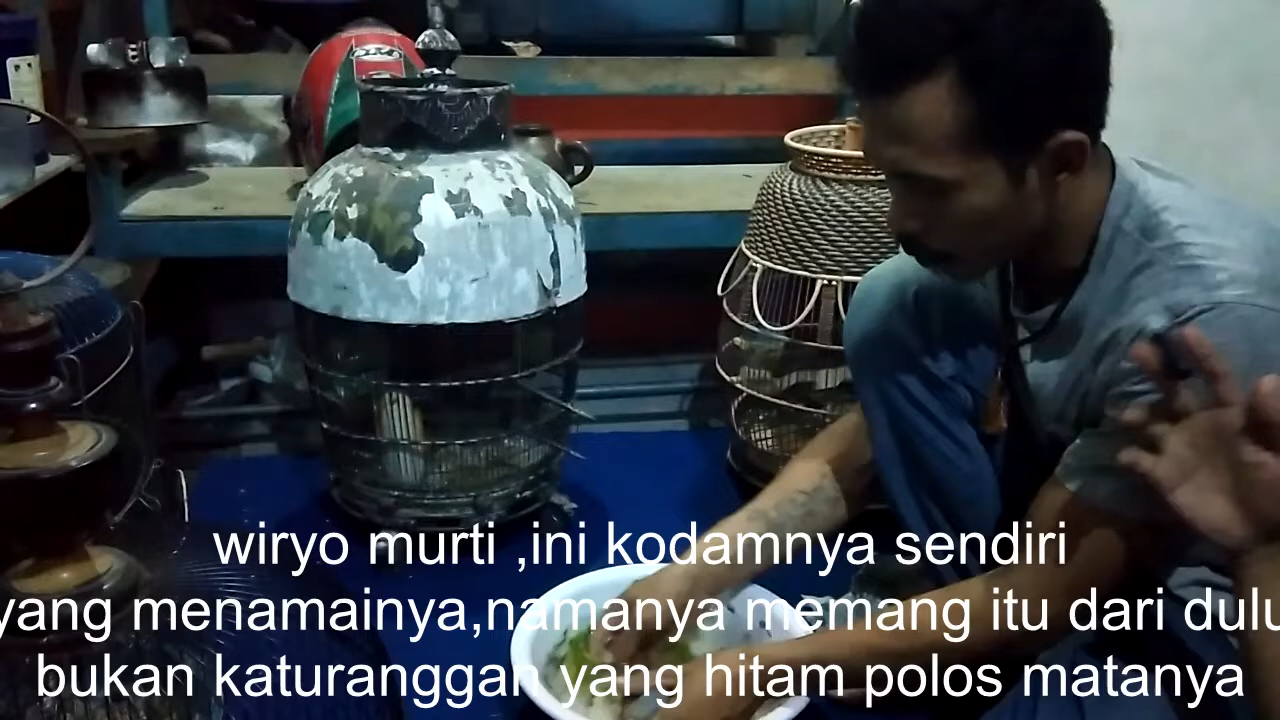 wiryo murti ,ini kodamnya sendiri
yang menamainya,namanya memang itu dari dulu
bukan katuranggan yang hitam polos matanya